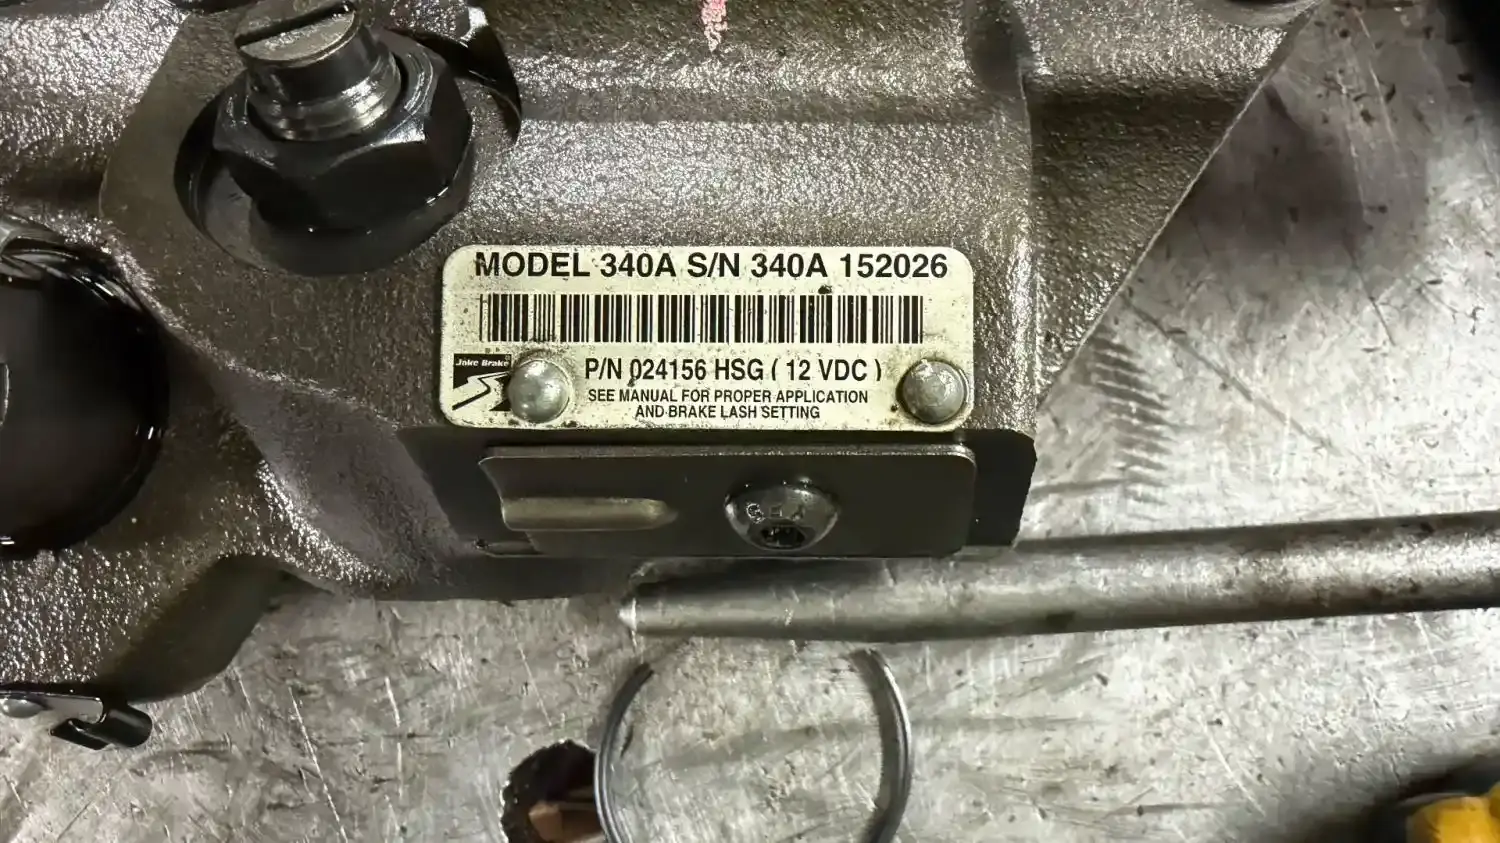 MODEL 340A S/N 340A 152026
Jake Brake
P/N 024156 HSG ( 12 VDC )
SEE MANUAL FOR PROPER APPLICATION
AND BRAKE LASH SETTING